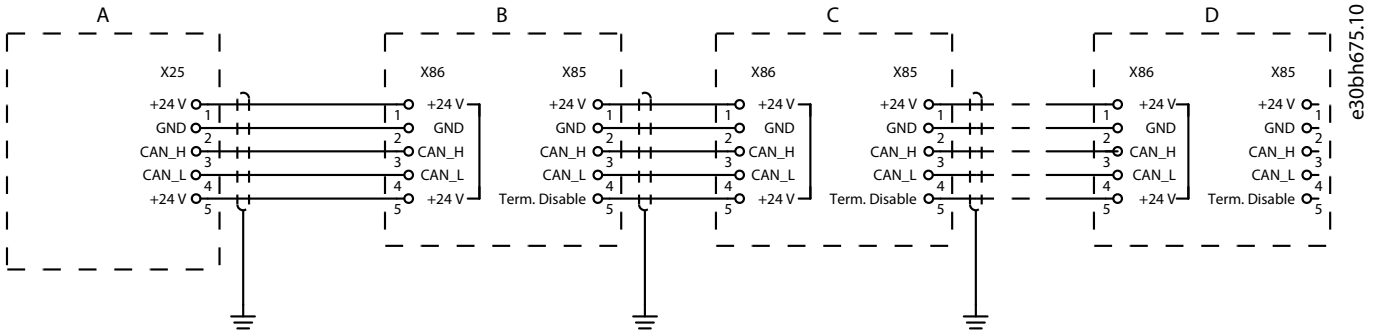 A B C D
X25 X86 X85 X86 X85 X86 X85
+24 V 1 1 +24 V +24 V 1 1 +24 V +24 V 1 1 +24 V +24 V 1
GND 2 2 GND GND 2 2 GND GND 2 2 GND GND 2
CAN_H 3 3 CAN_H CAN_H 3 3 CAN_H CAN_H 3 3 CAN_H CAN_H 3
CAN_L 4 4 CAN_L CAN_L 4 4 CAN_L CAN_L 4 4 CAN_L CAN_L 4
+24 V 5 5 +24 V Term. Disable 5 5 +24 V Term. Disable 5 5 +24 V Term. Disable 5
e30bh675.10